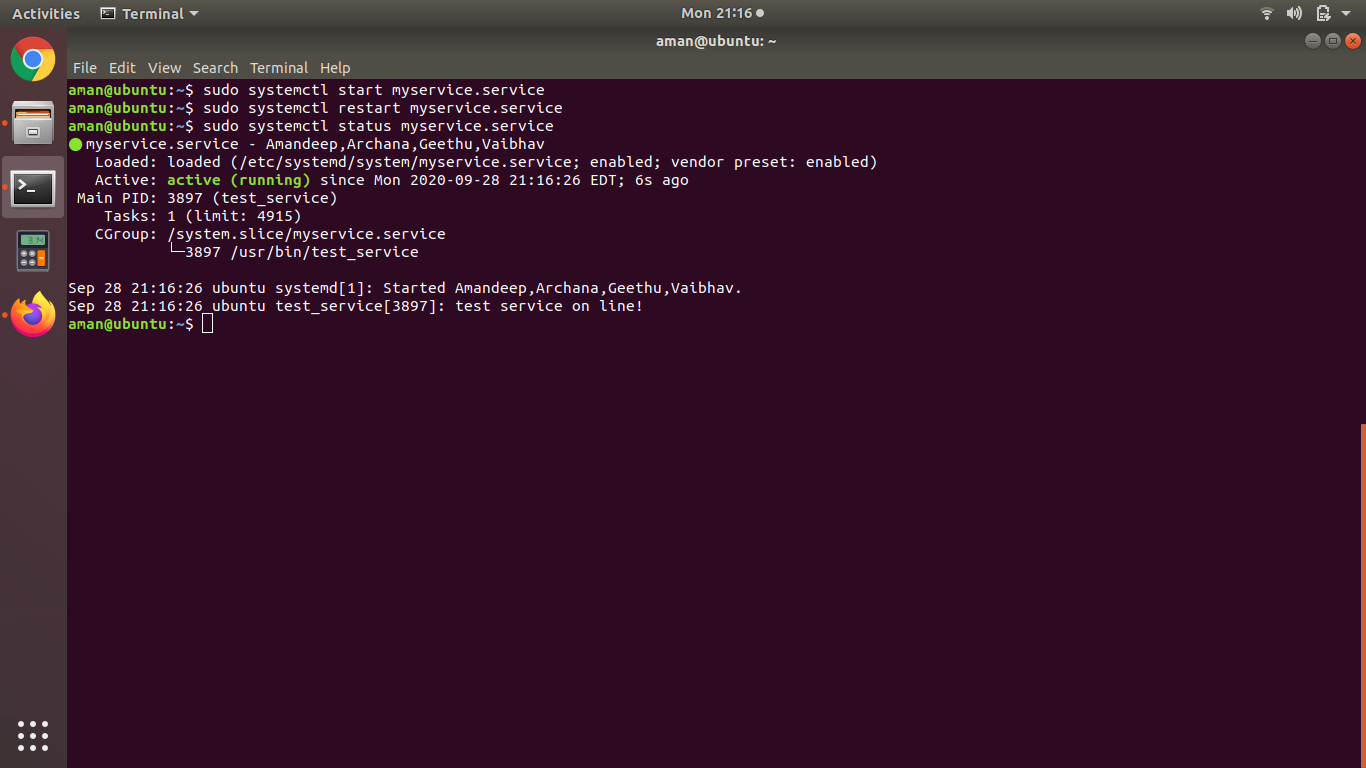 Activities Terminal Mon 21:16
aman@ubuntu: ~
File Edit View Search Terminal Help
aman@ubuntu:~$ sudo systemctl start myservice.service
aman@ubuntu:~$ sudo systemctl restart myservice.service
aman@ubuntu:~$ sudo systemctl status myservice.service
● myservice.service - Amandeep,Archana,Geethu,Vaibhav
   Loaded: loaded (/etc/systemd/system/myservice.service; enabled; vendor preset: enabled)
   Active: active (running) since Mon 2020-09-28 21:16:26 EDT; 6s ago
 Main PID: 3897 (test_service)
    Tasks: 1 (limit: 4915)
   CGroup: /system.slice/myservice.service
           └─3897 /usr/bin/test_service
Sep 28 21:16:26 ubuntu systemd[1]: Started Amandeep,Archana,Geethu,Vaibhav.
Sep 28 21:16:26 ubuntu test_service[3897]: test service on line!
aman@ubuntu:~$